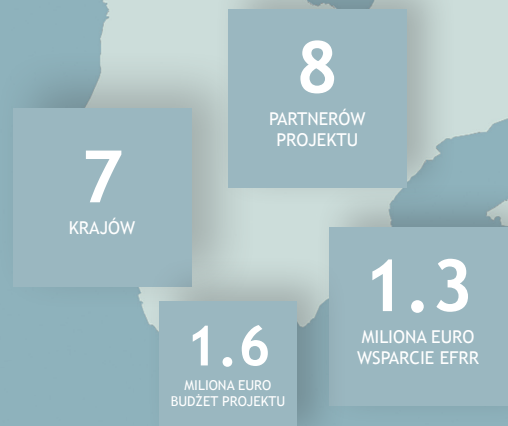 8
PARTNERÓW
PROJEKTU
7
KRAJÓW
1.3
MILIONA EURO
WSPARCIE EFRR
1.6
MILIONA EURO
BUDŻET PROJEKTU